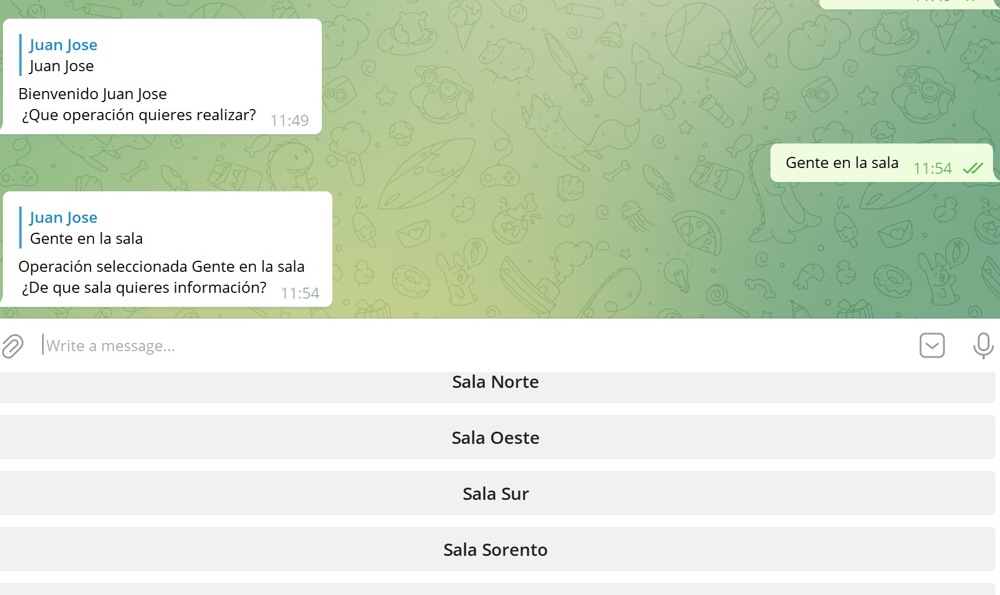 Juan Jose
Juan Jose
Bienvenido Juan Jose
¿Que operación quieres realizar?
11:49
Gente en la sala 11:54
Juan Jose
Gente en la sala
Operación seleccionada Gente en la sala
¿De que sala quieres información?
11:54
Write a message...
Sala Norte
Sala Oeste
Sala Sur
Sala Sorento